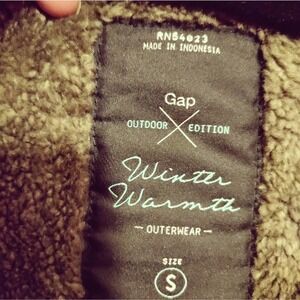 RN54023
MADE IN INDONESIA
Gap
OUTDOOR EDITION
Winter
Warmth
— OUTERWEAR —
SIZE
S